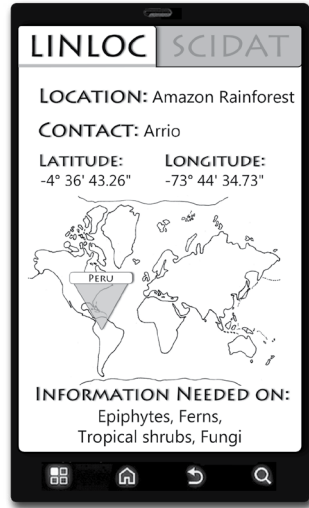 LINLOC SCIDAT
LOCATION: Amazon Rainforest
CONTACT: Arrio
LATITUDE: LONGITUDE:
-4° 36' 43.26" -73° 44' 34.73"
PERU
INFORMATION NEEDED ON:
Epiphytes, Ferns,
Tropical shrubs, Fungi